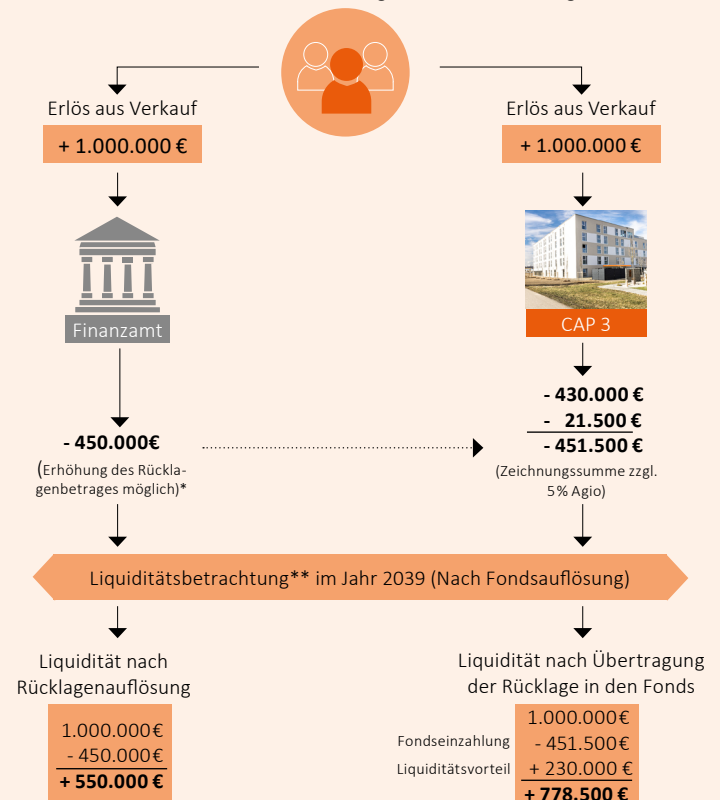 Erlös aus Verkauf
+ 1.000.000 €
Finanzamt
- 450.000€
(Erhöhung des Rückla-
genbetrages möglich)*
Erlös aus Verkauf
+ 1.000.000 €
CAP 3
- 430.000 €
- 21.500 €
- 451.500 €
(Zeichnungssumme zzgl.
5% Agio)
Liquiditätsbetrachtung** im Jahr 2039 (Nach Fondsauflösung)
Liquidität nach
Rücklagenauflösung
1.000.000 €
- 450.000 €
+ 550.000 €
Liquidität nach Übertragung
der Rücklage in den Fonds
1.000.000 €
Fondseinzahlung - 451.500 €
Liquiditätsvorteil + 230.000 €
+ 778.500 €